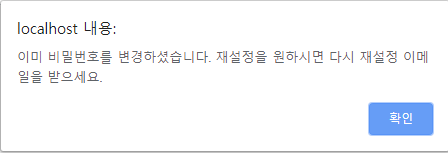 localhost 내용:
이미 비밀번호를 변경하셨습니다. 재설정을 원하시면 다시 재설정 이메
일을 받으세요.
확인